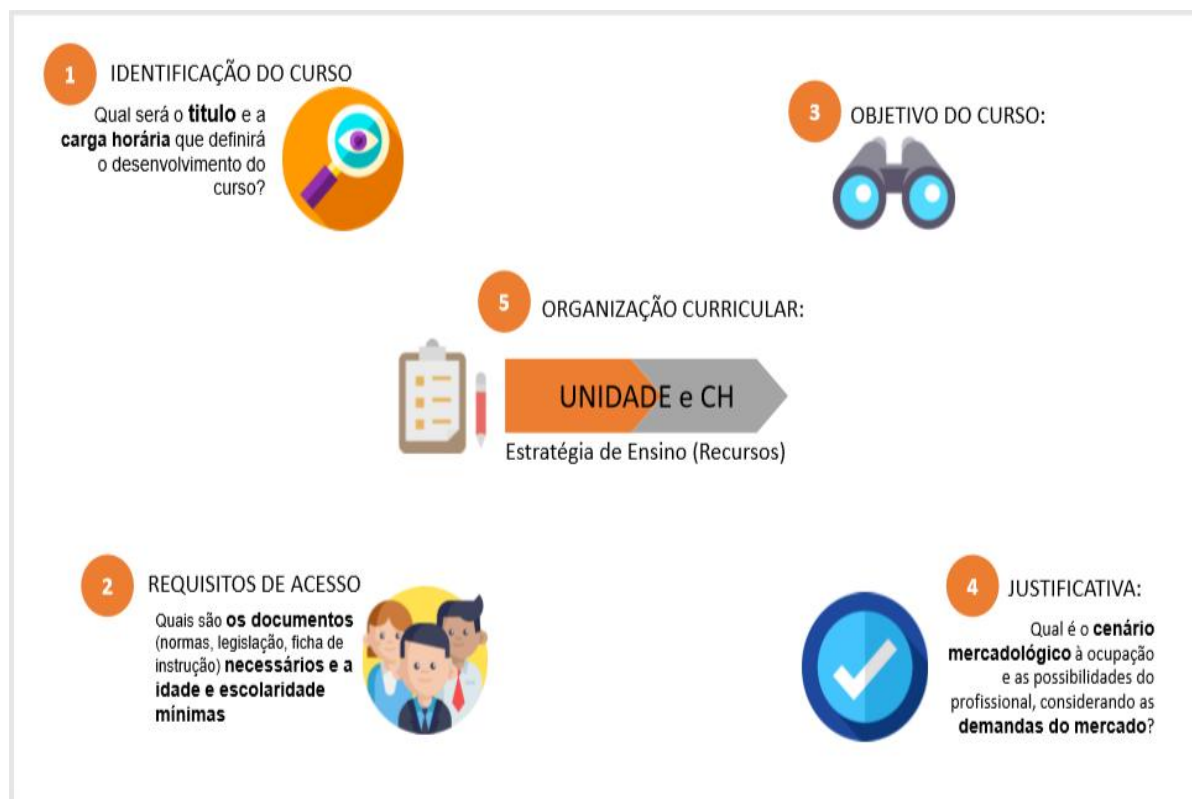 1
IDENTIFICAÇÃO DO CURSO
Qual será o titulo e a
carga horária que definirá
o desenvolvimento do
curso?
3
OBJETIVO DO CURSO:
5
ORGANIZAÇÃO CURRICULAR:
UNIDADE e CH
Estratégia de Ensino (Recursos)
2
REQUISITOS DE ACESSO
Quais são os documentos
(normas, legislação, ficha de
instrução) necessários e a
idade e escolaridade
mínimas
4
JUSTIFICATIVA:
Qual é o cenário
mercadológico à ocupação
e as possibilidades do
profissional, considerando as
demandas do mercado?